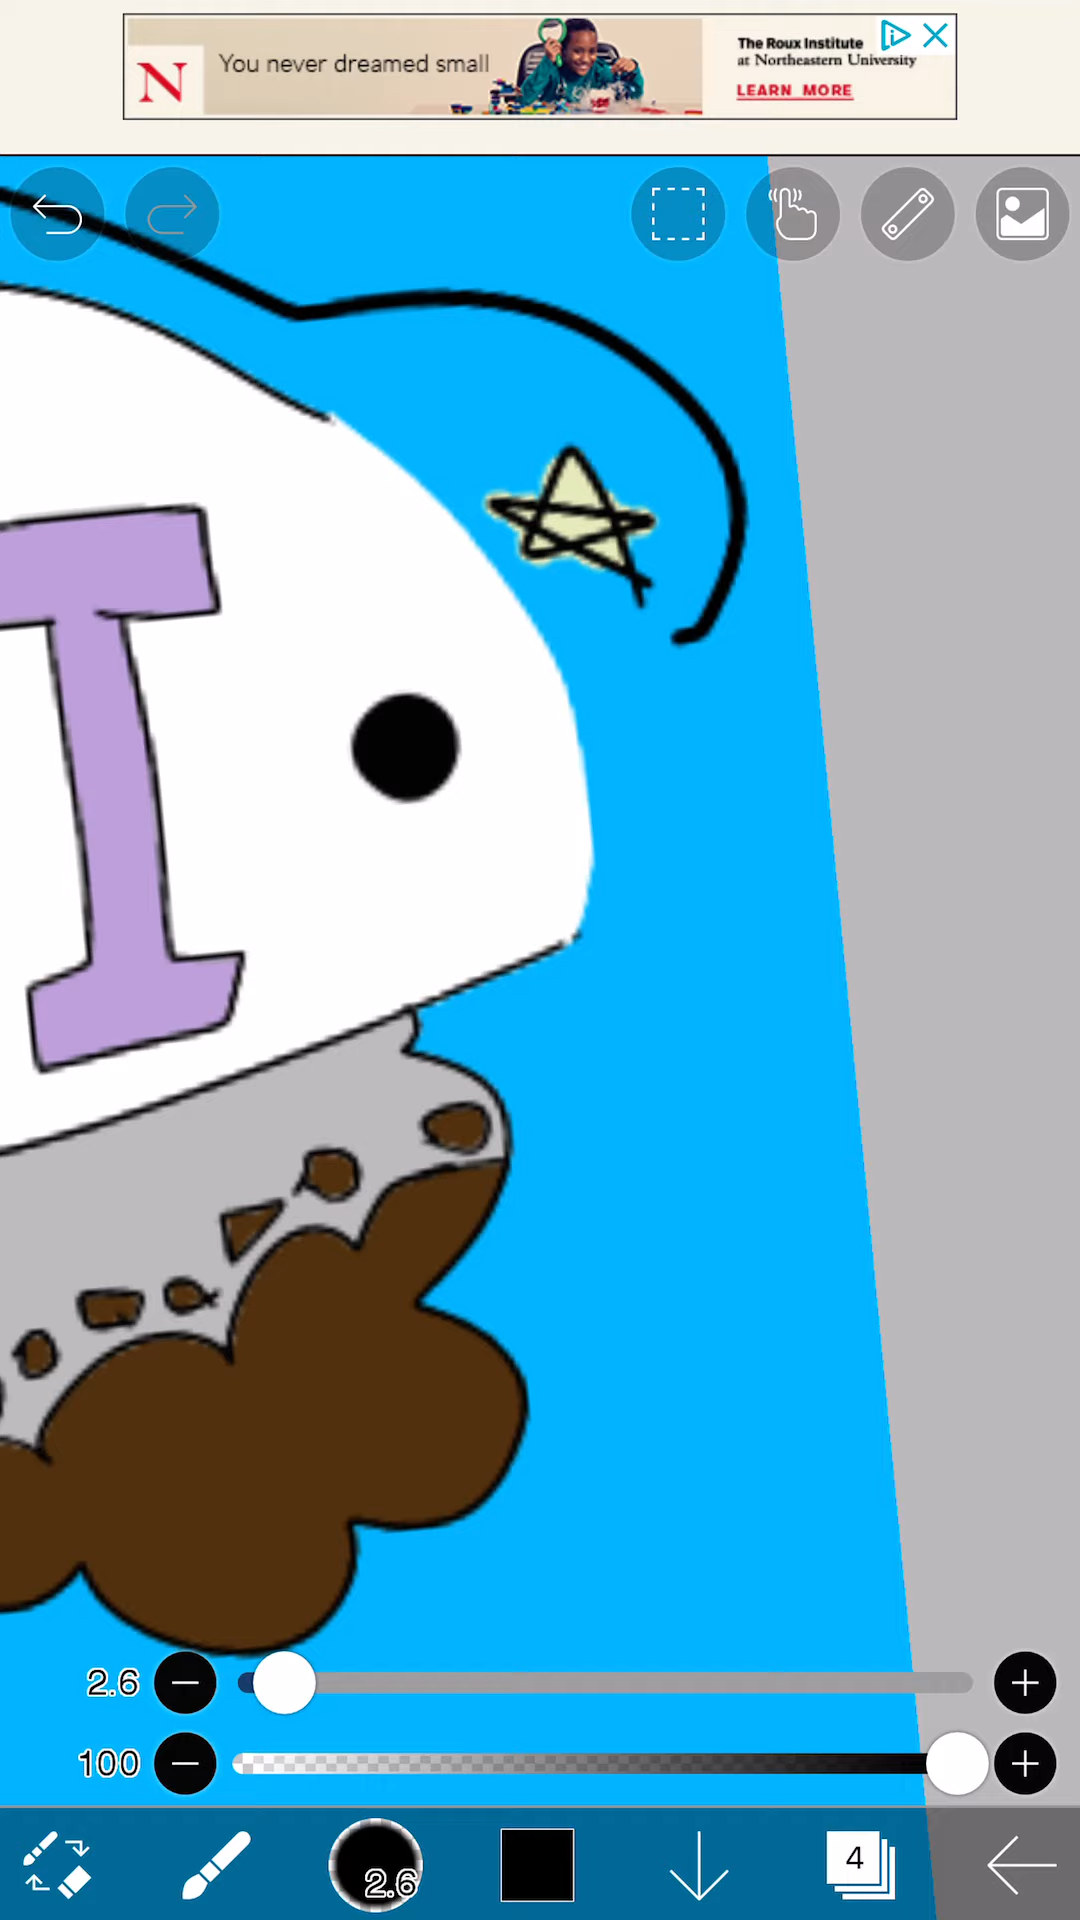 N
You never dreamed small
The Roux Institute
at Northeastern University
LEARN MORE
I
2.6
100
2.6
4